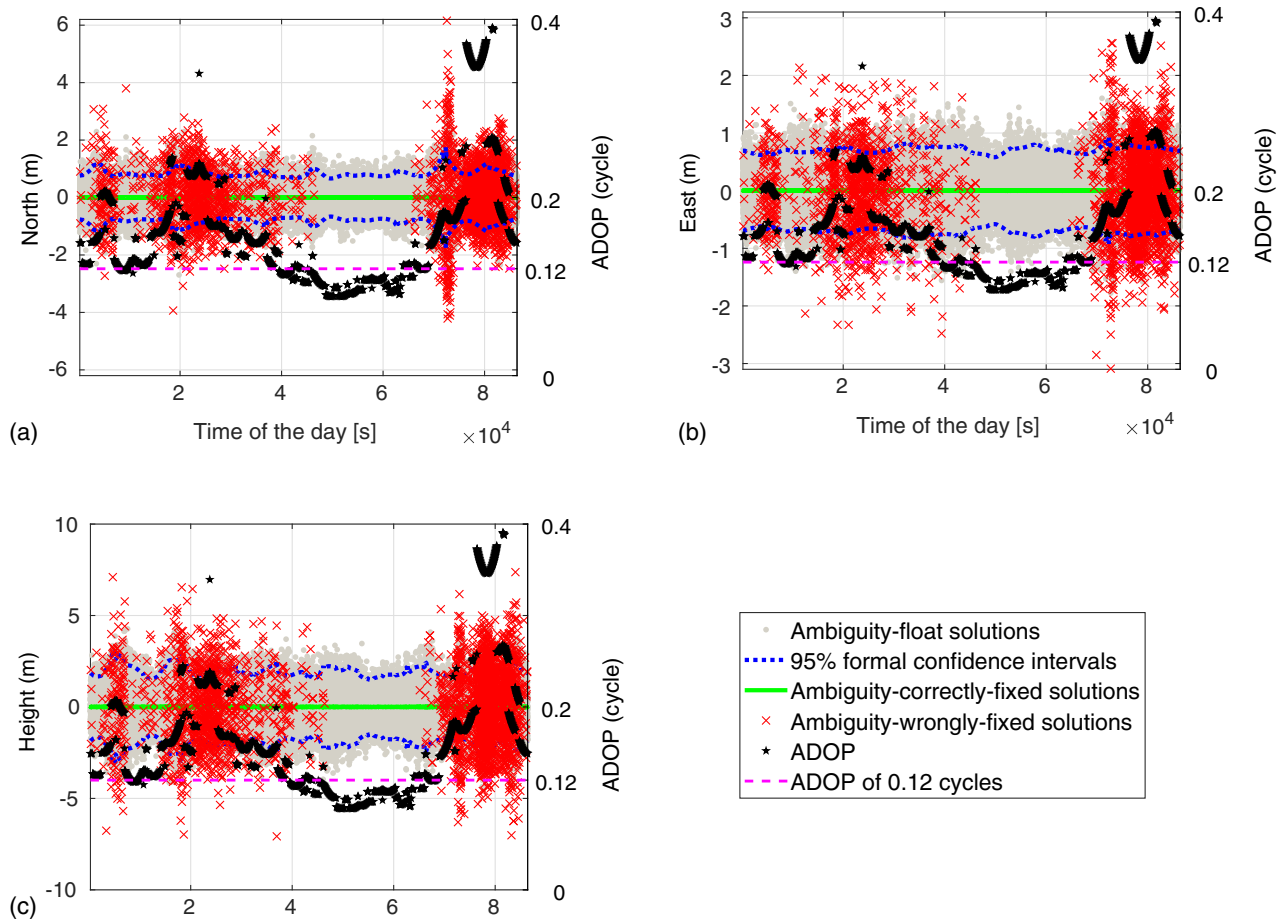 6
4
2
0
-2
-4
-6
North (m)
0.4
0.2
0.12
0
ADOP (cycle)
2
4
6
8
Time of the day [s]
× 10^4
(a)
3
2
1
0
-1
-2
-3
East (m)
0.4
0.2
0.12
0
ADOP (cycle)
2
4
6
8
Time of the day [s]
× 10^4
(b)
10
5
0
-5
-10
Height (m)
0.4
0.2
0.12
0
ADOP (cycle)
2
4
6
8
(c)
Ambiguity-float solutions
95% formal confidence intervals
Ambiguity-correctly-fixed solutions
Ambiguity-wrongly-fixed solutions
ADOP
ADOP of 0.12 cycles